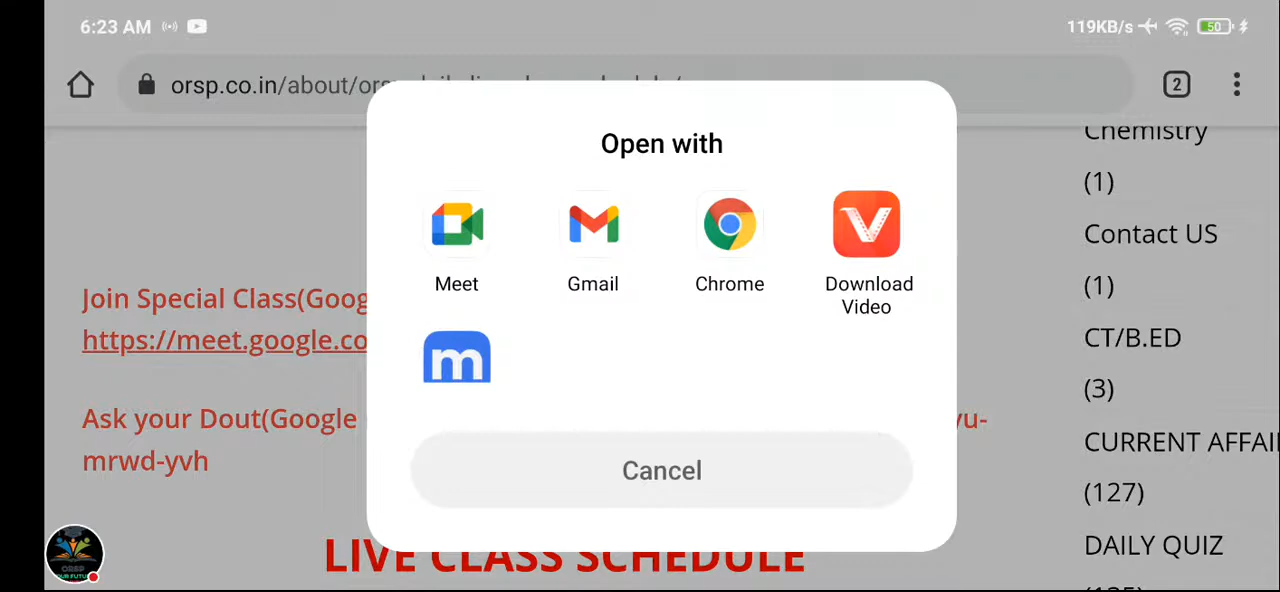 6:23 AM
119KB/s
50
orsp.co.in/about/ors
2
Open with
Meet
Gmail
Chrome
Download
Video
m
Cancel
Join Special Class(Goog
https://meet.google.co
Ask your Dout(Google
yu-
mrwd-yvh
LIVE CLASS SCHEDULE
Chemistry
(1)
Contact US
(1)
CT/B.ED
(3)
CURRENT AFFAI
(127)
DAILY QUIZ
ORSP